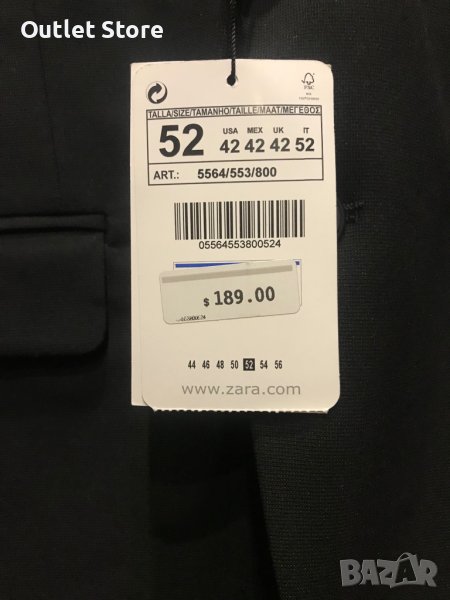 Outlet Store
FSC
TALLA/SIZE/TAMANHO/TAILLE/MAAT/ΜΕΓΕΘΟΣ
52 USA 42 MEX 42 UK 42 IT 52
ART.: 5564/553/800
05564553800524
$ 189.00
44 46 48 50 52 54 56
www.zara.com
BAZAR